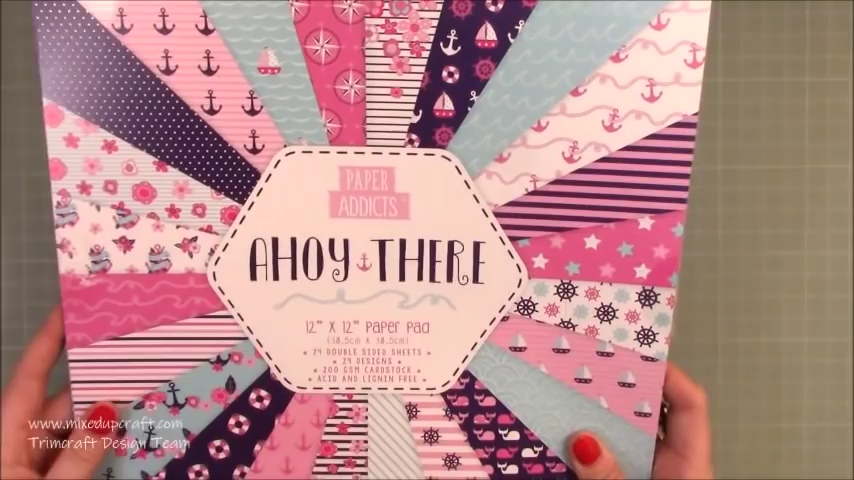 PAPER
ADDICTS
AHOY THERE
12" X 12" PAPER PAD
(30.5cm X 30.5cm)
24 DOUBLE SIDED SHEETS
24 DESIGNS
200 GSM CARDSTOCK
ACID AND LIGNIN FREE
www.mixedupcraft.com
Trimcraft Design Team